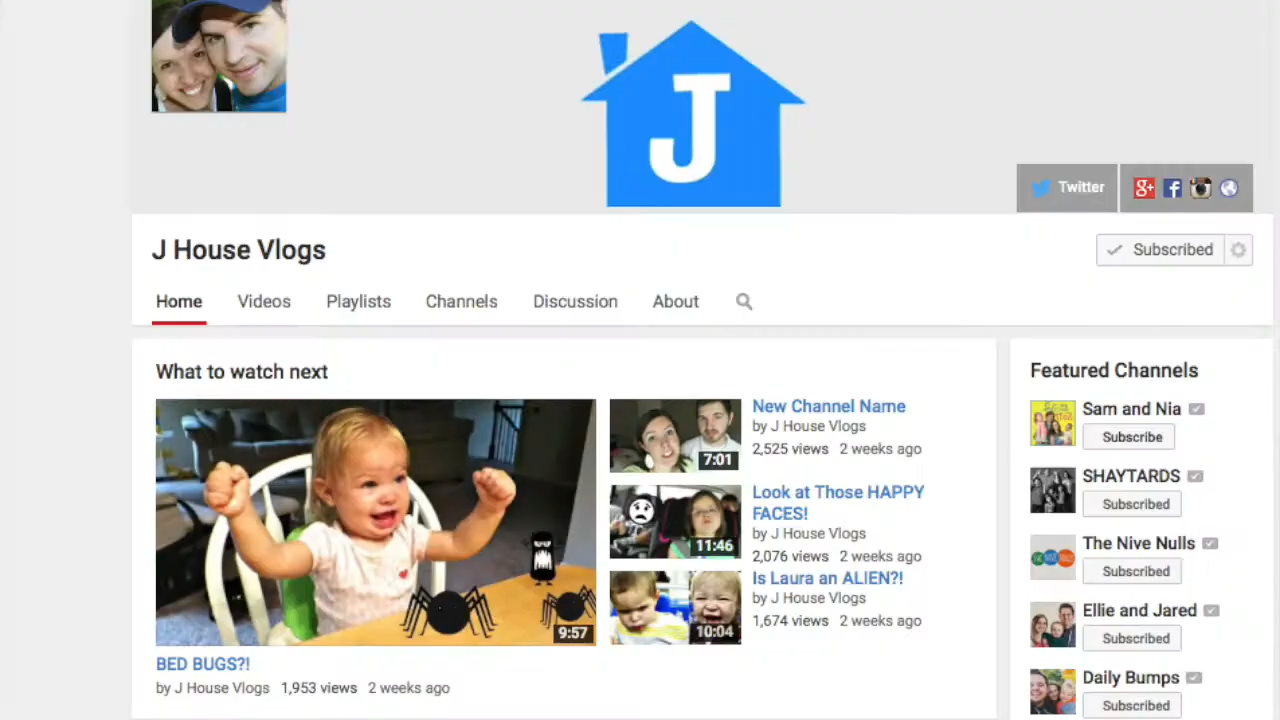 J
Twitter
g+
J House Vlogs
Subscribed
Home Videos Playlists Channels Discussion About
What to watch next
9:57
BED BUGS?!
by J House Vlogs 1,953 views 2 weeks ago
7:01
New Channel Name
by J House Vlogs
2,525 views 2 weeks ago
11:46
Look at Those HAPPY
FACES!
by J House Vlogs
2,076 views 2 weeks ago
10:04
Is Laura an ALIEN?!
by J House Vlogs
1,674 views 2 weeks ago
Featured Channels
Sam and Nia
Subscribe
SHAYTARDS
Subscribed
The Nive Nulls
Subscribed
Ellie and Jared
Subscribed
Daily Bumps
Subscribed